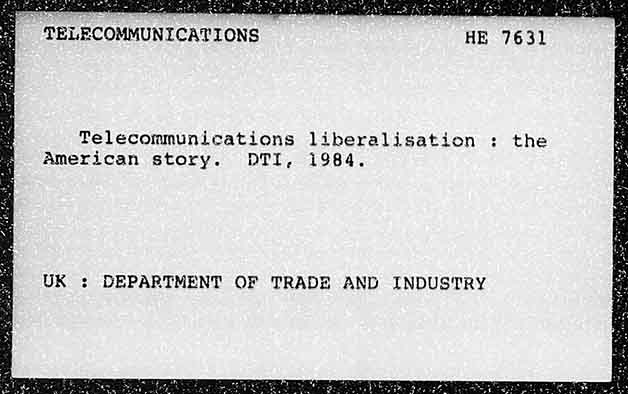 TELECOMMUNICATIONS HE 7631
Telecommunications liberalisation : the
American story. DTI, 1984.
UK : DEPARTMENT OF TRADE AND INDUSTRY